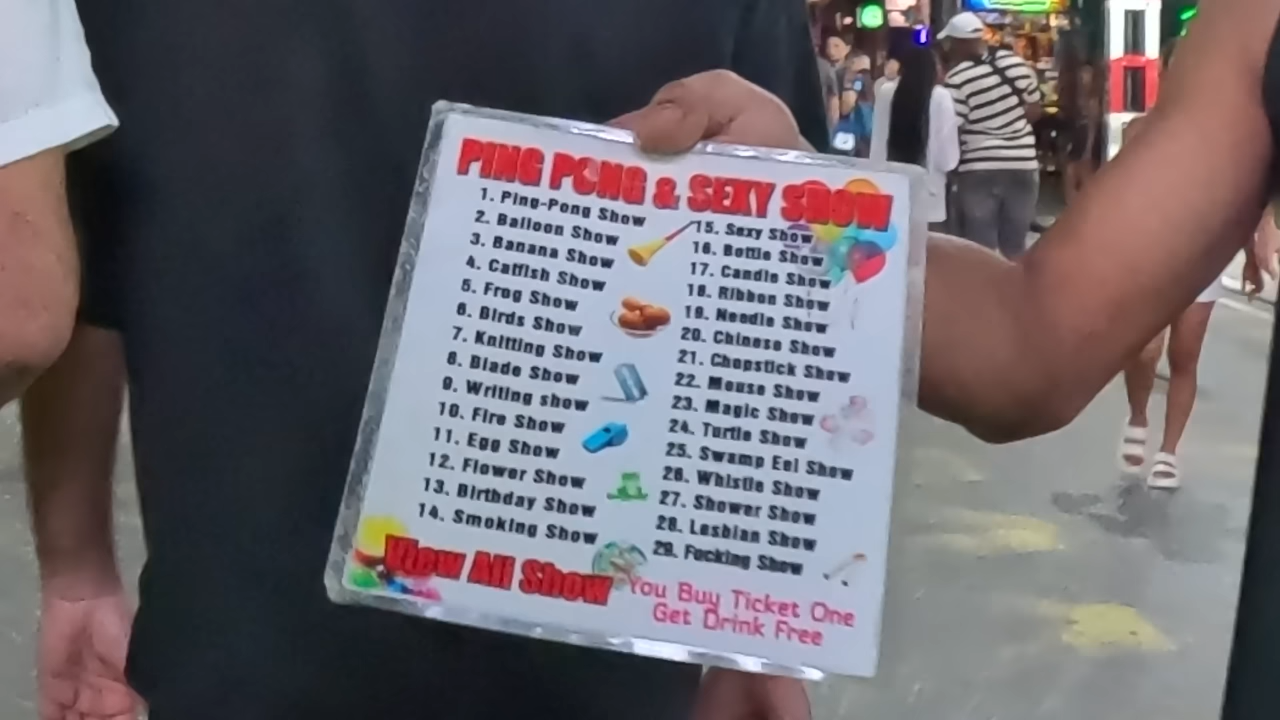 PING PONG & SEXY SHOW
1. Ping-Pong Show
2. Balloon Show
3. Banana Show
4. Catfish Show
5. Frog Show
6. Birds Show
7. Knitting Show
8. Blade Show
9. Writing show
10. Fire Show
11. Egg Show
12. Flower Show
13. Birthday Show
14. Smoking Show
15. Sexy Show
16. Bottle Show
17. Candle Show
18. Ribbon Show
19. Needle Show
20. Chinese Show
21. Chopstick Show
22. Mouse Show
23. Magic Show
24. Turtle Show
25. Swamp Eel Show
26. Whistle Show
27. Shower Show
28. Lesbian Show
29. Fucking Show
View All Show
You Buy Ticket One
Get Drink Free